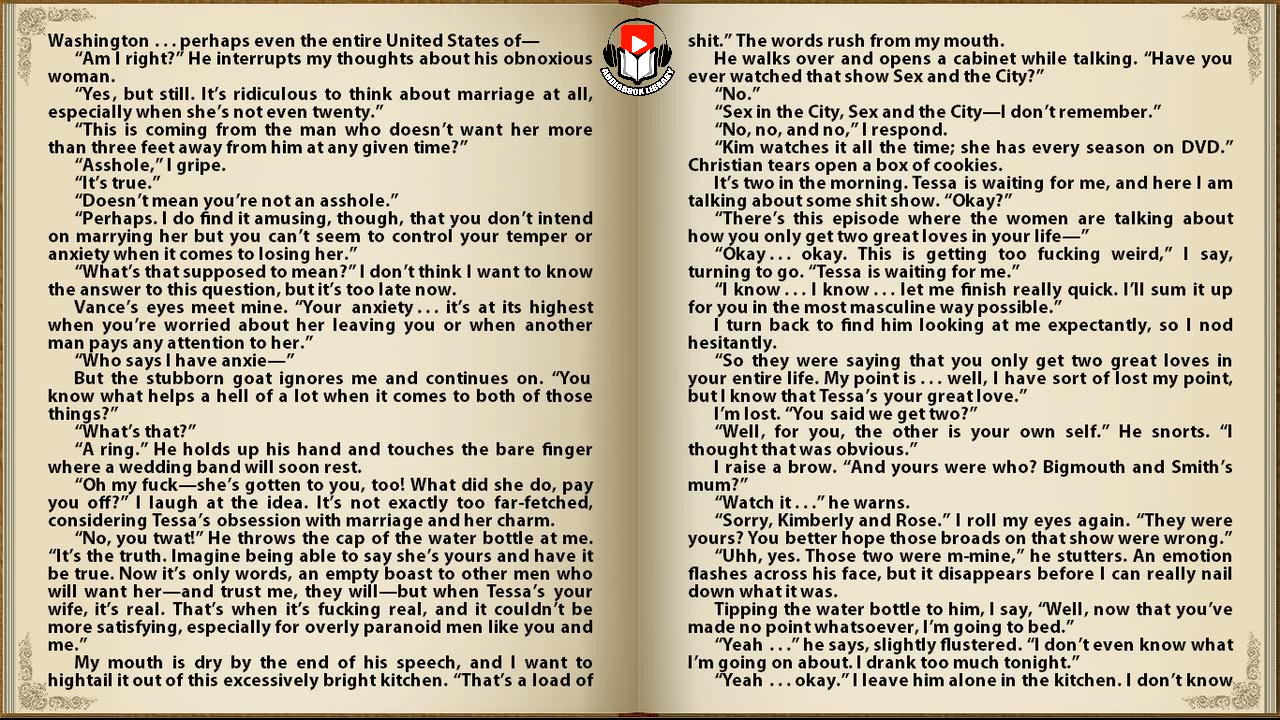 Washington . . . perhaps even the entire United States of—
“Am I right?” He interrupts my thoughts about his obnoxious
woman.
“Yes, but still. It’s ridiculous to think about marriage at all,
especially when she’s not even twenty.”
“This is coming from the man who doesn’t want her more
than three feet away from him at any given time?”
“Asshole,” I gripe.
“It’s true.”
“Doesn’t mean you’re not an asshole.”
“Perhaps. I do find it amusing, though, that you don’t intend
on marrying her but you can’t seem to control your temper or
anxiety when it comes to losing her.”
“What’s that supposed to mean?” I don’t think I want to know
the answer to this question, but it’s too late now.
Vance’s eyes meet mine. “Your anxiety . . . it’s at its highest
when you’re worried about her leaving you or when another
man pays any attention to her.”
“Who says I have anxie—”
But the stubborn goat ignores me and continues on. “You
know what helps a hell of a lot when it comes to both of those
things?”
“What’s that?”
“A ring.” He holds up his hand and touches the bare finger
where a wedding band will soon rest.
“Oh my fuck—she’s gotten to you, too! What did she do, pay
you off?” I laugh at the idea. It’s not exactly too far-fetched,
considering Tessa’s obsession with marriage and her charm.
“No, you twat!” He throws the cap of the water bottle at me.
“It’s the truth. Imagine being able to say she’s yours and have it
be true. Now it’s only words, an empty boast to other men who
will want her—and trust me, they will—but when Tessa’s your
wife, it’s real. That’s when it’s fucking real, and it couldn’t be
more satisfying, especially for overly paranoid men like you and
me.”
My mouth is dry by the end of his speech, and I want to
hightail it out of this excessively bright kitchen. “That’s a load of
AUDIOBOOK LIBRARY
shit.” The words rush from my mouth.
He walks over and opens a cabinet while talking. “Have you
ever watched that show Sex and the City?”
“No.”
“Sex in the City, Sex and the City—I don’t remember.”
“No, no, and no,” I respond.
“Kim watches it all the time; she has every season on DVD.”
Christian tears open a box of cookies.
It’s two in the morning. Tessa is waiting for me, and here I am
talking about some shit show. “Okay?”
“There’s this episode where the women are talking about
how you only get two great loves in your life—”
“Okay . . . okay. This is getting too fucking weird,” I say,
turning to go. “Tessa is waiting for me.”
“I know . . . I know . . . let me finish really quick. I’ll sum it up
for you in the most masculine way possible.”
I turn back to find him looking at me expectantly, so I nod
hesitantly.
“So they were saying that you only get two great loves in
your entire life. My point is . . . well, I have sort of lost my point,
but I know that Tessa’s your great love.”
I’m lost. “You said we get two?”
“Well, for you, the other is your own self.” He snorts. “I
thought that was obvious.”
I raise a brow. “And yours were who? Bigmouth and Smith’s
mum?”
“Watch it . . .” he warns.
“Sorry, Kimberly and Rose.” I roll my eyes again. “They were
yours? You better hope those broads on that show were wrong.”
“Uhh, yes. Those two were m-mine,” he stutters. An emotion
flashes across his face, but it disappears before I can really nail
down what it was.
Tipping the water bottle to him, I say, “Well, now that you’ve
made no point whatsoever, I’m going to bed.”
“Yeah . . .” he says, slightly flustered. “I don’t even know what
I’m going on about. I drank too much tonight.”
“Yeah . . . okay.” I leave him alone in the kitchen. I don’t know